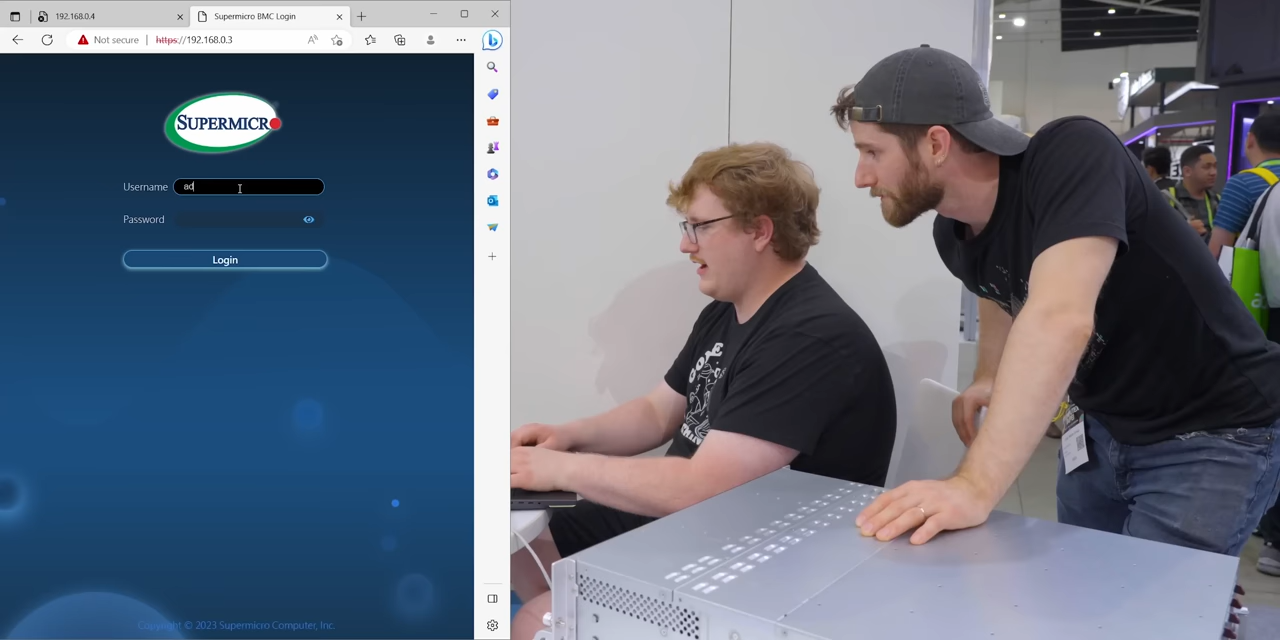 192.168.0.4
Supermicro BMC Login
Not secure
https://192.168.0.3
SUPERMICRO
Username
ad
Password
Login
Copyright © 2023 Supermicro Computer, Inc.